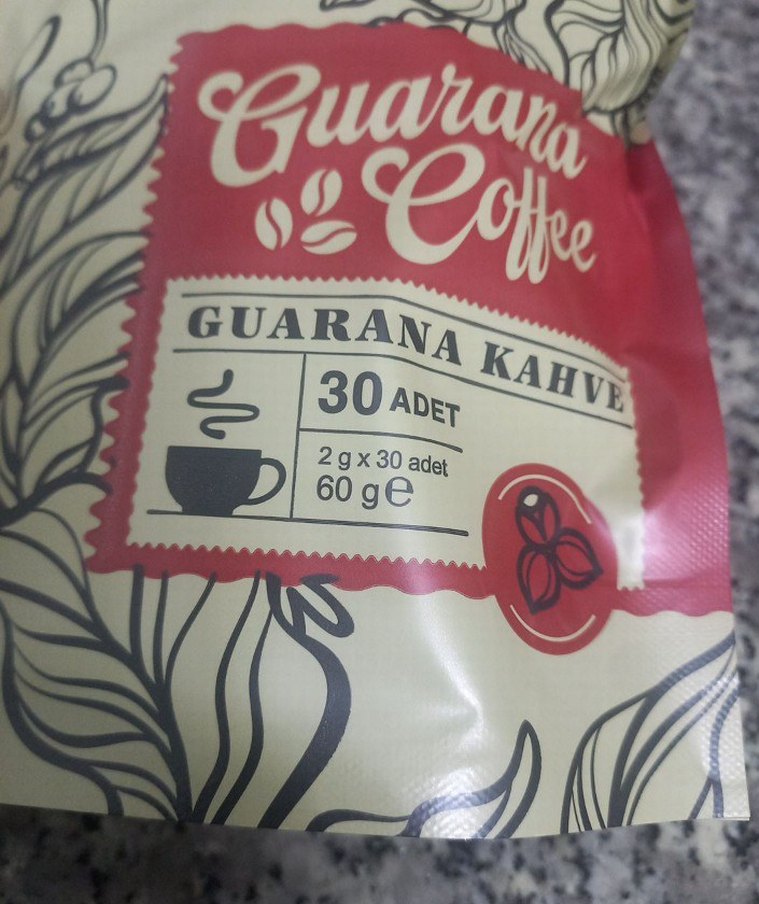 Guarana
Coffee
GUARANA KAHVE
30 ADET
2 g x 30 adet
60 g ℮